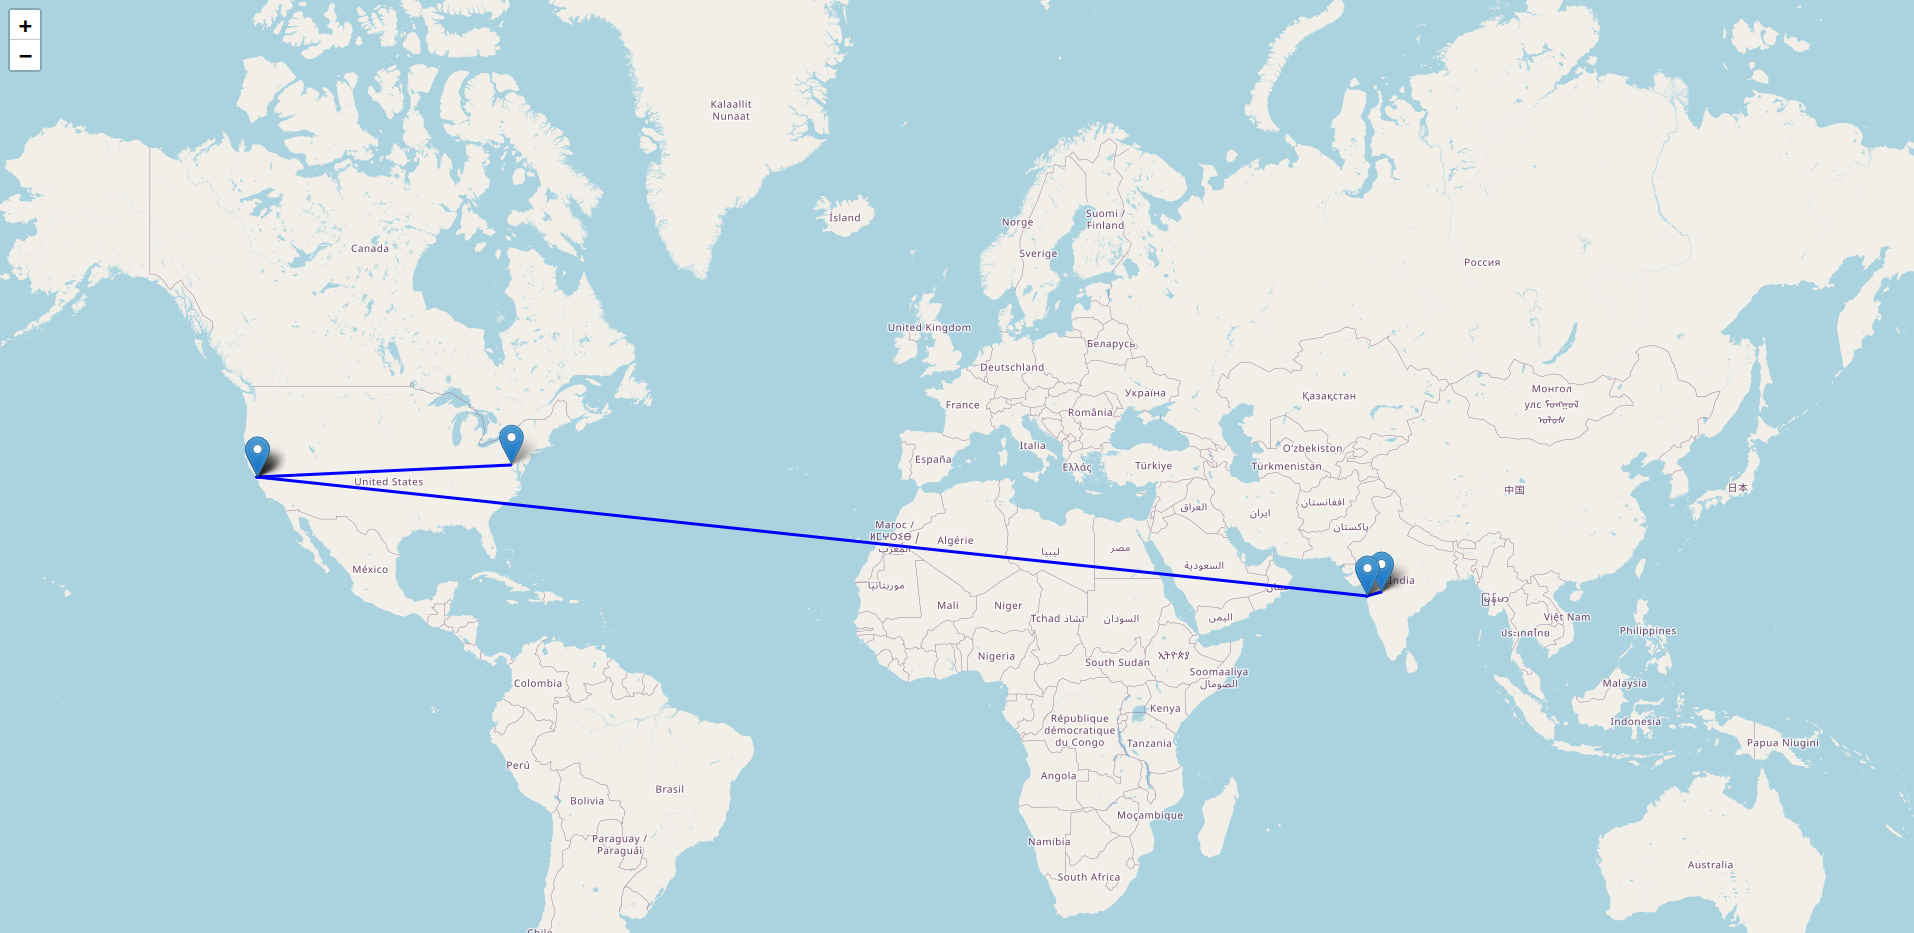 +
−
Kalaallit
Nunaat
Ísland
Norge
Suomi /
Finland
Sverige
Россия
Canada
United Kingdom
Беларусь
Deutschland
Україна
France
România
Italia
España
Ελλάς
Türkiye
Қазақстан
Монгол
улс
O‘zbekiston
Türkmenistan
افغانستان
پاکستان
ایران
العراق
中国
日本
United States
México
Maroc /
ⵍⵎⵖⵔⵉⴱ /
المغرب
Algérie
ليبيا
مصر
السعودية
عمان
اليمن
India
موريتانيا
Mali
Niger
Tchad تشاد
السودان
Nigeria
South Sudan
ኢትዮጵያ
Soomaaliya
الصومال
Kenya
République
démocratique
du Congo
Tanzania
Angola
Moçambique
Namibia
South Africa
မြန်မာ
ประเทศไทย
Việt Nam
Philippines
Malaysia
Indonesia
Papua Niugini
Australia
Colombia
Perú
Brasil
Bolivia
Paraguay /
Paraguái
Chile